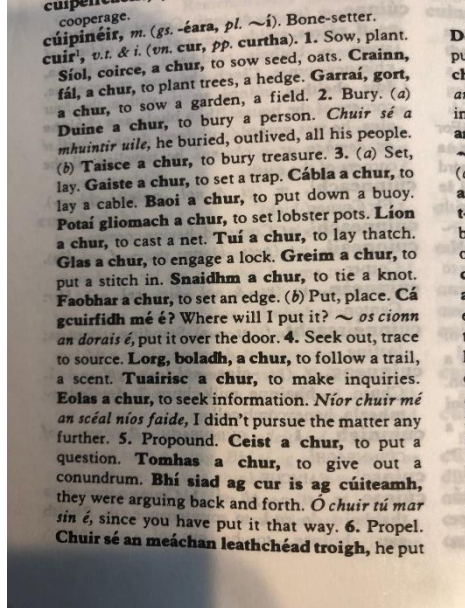 cooperage.
cúipinéir, m. (gs. -éara, pl. ~í). Bone-setter.
cuir¹, v.t. & i. (vn. cur, pp. curtha). 1. Sow, plant.
Síol, coirce, a chur, to sow seed, oats. Crainn,
fál, a chur, to plant trees, a hedge. Garraí, gort,
a chur, to sow a garden, a field. 2. Bury. (a)
Duine a chur, to bury a person. Chuir sé a
mhuintir uile, he buried, outlived, all his people.
(b) Taisce a chur, to bury treasure. 3. (a) Set,
lay. Gaiste a chur, to set a trap. Cábla a chur, to
lay a cable. Baoi a chur, to put down a buoy.
Potaí gliomach a chur, to set lobster pots. Líon
a chur, to cast a net. Tuí a chur, to lay thatch.
Glas a chur, to engage a lock. Greim a chur, to
put a stitch in. Snaidhm a chur, to tie a knot.
Faobhar a chur, to set an edge. (b) Put, place. Cá
gcuirfidh mé é? Where will I put it? ~ os cionn
an dorais é, put it over the door. 4. Seek out, trace
to source. Lorg, boladh, a chur, to follow a trail,
a scent. Tuairisc a chur, to make inquiries.
Eolas a chur, to seek information. Níor chuir mé
an scéal níos faide, I didn't pursue the matter any
further. 5. Propound. Ceist a chur, to put a
question. Tomhas a chur, to give out a
conundrum. Bhí siad ag cur is ag cúiteamh,
they were arguing back and forth. Ó chuir tú mar
sin é, since you have put it that way. 6. Propel.
Chuir sé an meáchan leathchéad troigh, he put